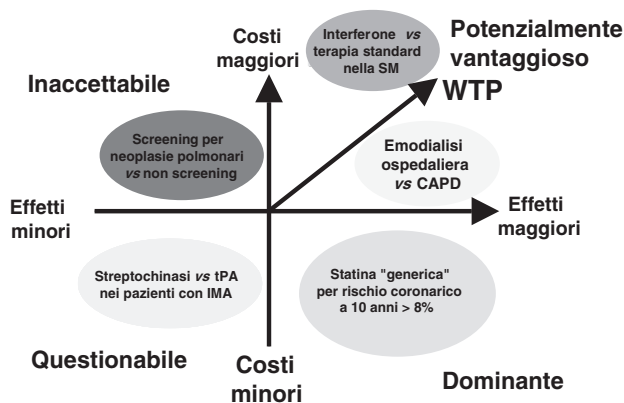 Inaccettabile
Costi
maggiori
Interferone vs
terapia standard
nella SM
Potenzialmente
vantaggioso
WTP
Screening per
neoplasie polmonari
vs non screening
Emodialisi
ospedaliera
vs CAPD
Effetti
minori
Effetti
maggiori
Streptochinasi vs tPA
nei pazienti con IMA
Statina "generica"
per rischio coronarico
a 10 anni > 8%
Questionabile
Costi
minori
Dominante